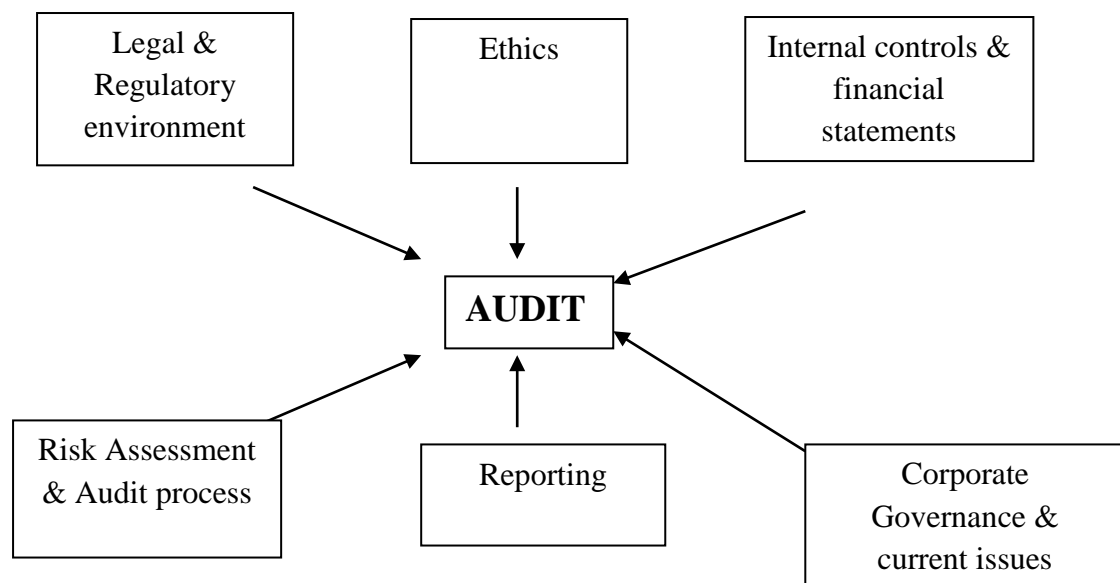 Legal &
Regulatory
environment
Ethics
Internal controls &
financial
statements
AUDIT
Risk Assessment
& Audit process
Reporting
Corporate
Governance &
current issues